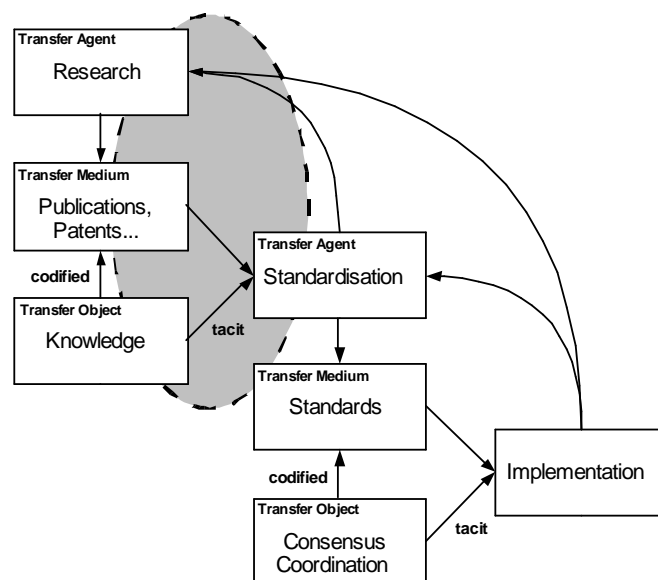 Transfer Agent
Research
Transfer Medium
Publications,
Patents...
codified
Transfer Object
Knowledge
tacit
Transfer Agent
Standardisation
Transfer Medium
Standards
codified
Transfer Object
Consensus
Coordination
tacit
Implementation